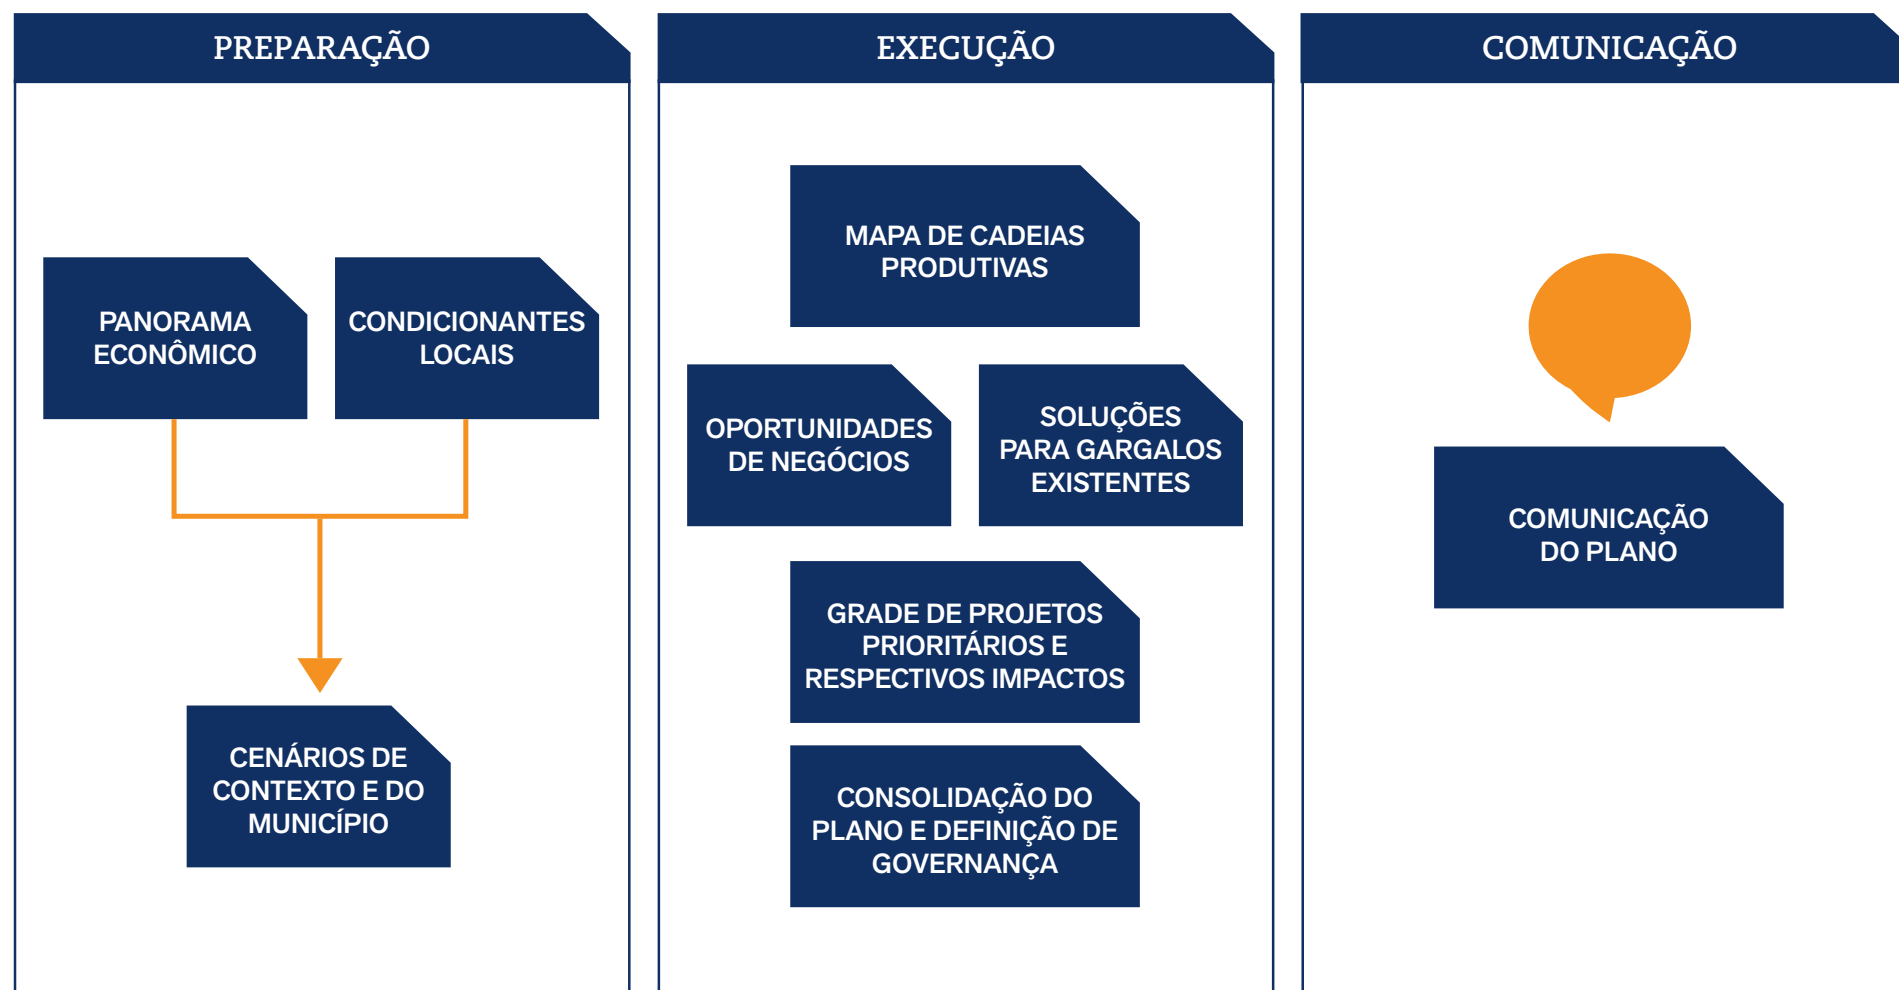 PREPARAÇÃO
PANORAMA
ECONÔMICO
CONDICIONANTES
LOCAIS
CENÁRIOS DE
CONTEXTO E DO
MUNICÍPIO
EXECUÇÃO
MAPA DE CADEIAS
PRODUTIVAS
OPORTUNIDADES
DE NEGÓCIOS
SOLUÇÕES
PARA GARGALOS
EXISTENTES
GRADE DE PROJETOS
PRIORITÁRIOS E
RESPECTIVOS IMPACTOS
CONSOLIDAÇÃO DO
PLANO E DEFINIÇÃO DE
GOVERNANÇA
COMUNICAÇÃO
COMUNICAÇÃO
DO PLANO